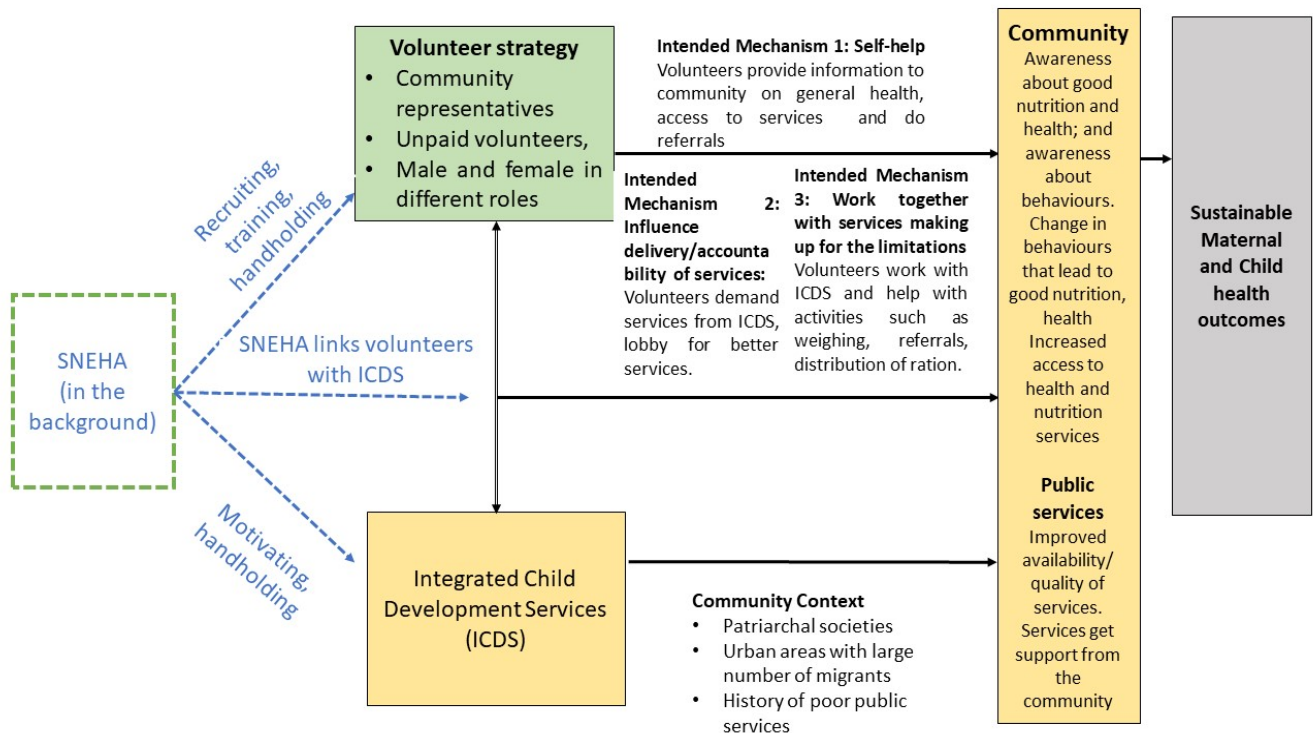 Volunteer strategy
• Community
representatives
• Unpaid volunteers,
• Male and female in
different roles
Intended Mechanism 1: Self-help
Volunteers provide information to
community on general health,
access to services and do
referrals
Intended
Mechanism 2:
Influence
delivery/accounta
bility of services:
Volunteers demand
services from ICDS,
lobby for better
services.
Intended Mechanism
3: Work together
with services making
up for the limitations
Volunteers work with
ICDS and help with
activities such as
weighing, referrals,
distribution of ration.
Community
Awareness
about good
nutrition and
health; and
awareness
about
behaviours.
Change in
behaviours
that lead to
good nutrition,
health
Increased
access to
health and
nutrition
services
Public
services
Improved
availability/
quality of
services.
Services get
support from
the
community
Sustainable
Maternal
and Child
health
outcomes
Recruiting,
training,
handholding
SNEHA
(in the
background)
SNEHA links volunteers
with ICDS
Motivating,
handholding
Integrated Child
Development Services
(ICDS)
Community Context
• Patriarchal societies
• Urban areas with large
number of migrants
• History of poor public
services